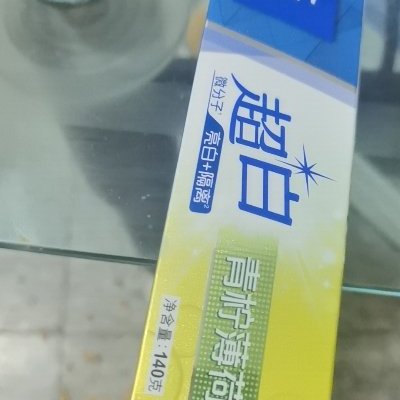 超白
微分子
亮白+隔离²
青柠薄荷
净含量：140克